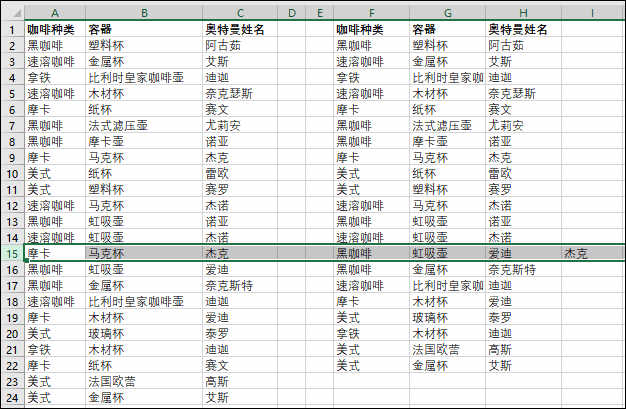 A B C D E F G H I
1 咖啡种类 容器 奥特曼姓名 咖啡种类 容器 奥特曼姓名
2 黑咖啡 塑料杯 阿古茹 黑咖啡 塑料杯 阿古茹
3 速溶咖啡 金属杯 艾斯 速溶咖啡 金属杯 艾斯
4 拿铁 比利时皇家咖啡壶 迪迦 拿铁 比利时皇家咖 迪迦
5 速溶咖啡 木材杯 奈克瑟斯 速溶咖啡 木材杯 奈克瑟斯
6 摩卡 纸杯 赛文 摩卡 纸杯 赛文
7 黑咖啡 法式滤压壶 尤莉安 黑咖啡 法式滤压壶 尤莉安
8 黑咖啡 摩卡壶 诺亚 黑咖啡 摩卡壶 诺亚
9 摩卡 马克杯 杰克 摩卡 马克杯 杰克
10 美式 纸杯 雷欧 美式 纸杯 雷欧
11 美式 塑料杯 赛罗 美式 塑料杯 赛罗
12 速溶咖啡 马克杯 杰诺 速溶咖啡 马克杯 杰诺
13 黑咖啡 虹吸壶 诺亚 黑咖啡 虹吸壶 诺亚
14 速溶咖啡 虹吸壶 杰诺 速溶咖啡 虹吸壶 杰诺
15 摩卡 马克杯 杰克 黑咖啡 虹吸壶 爱迪 杰克
16 黑咖啡 虹吸壶 爱迪 黑咖啡 金属杯 奈克斯特
17 黑咖啡 金属杯 奈克斯特 速溶咖啡 比利时皇家咖 迪迦
18 速溶咖啡 比利时皇家咖啡壶 迪迦 摩卡 木材杯 爱迪
19 摩卡 木材杯 爱迪 美式 玻璃杯 泰罗
20 美式 玻璃杯 泰罗 拿铁 木材杯 迪迦
21 拿铁 木材杯 迪迦 美式 法国欧蕾 高斯
22 摩卡 纸杯 赛文 美式 金属杯 艾斯
23 美式 法国欧蕾 高斯
24 美式 金属杯 艾斯